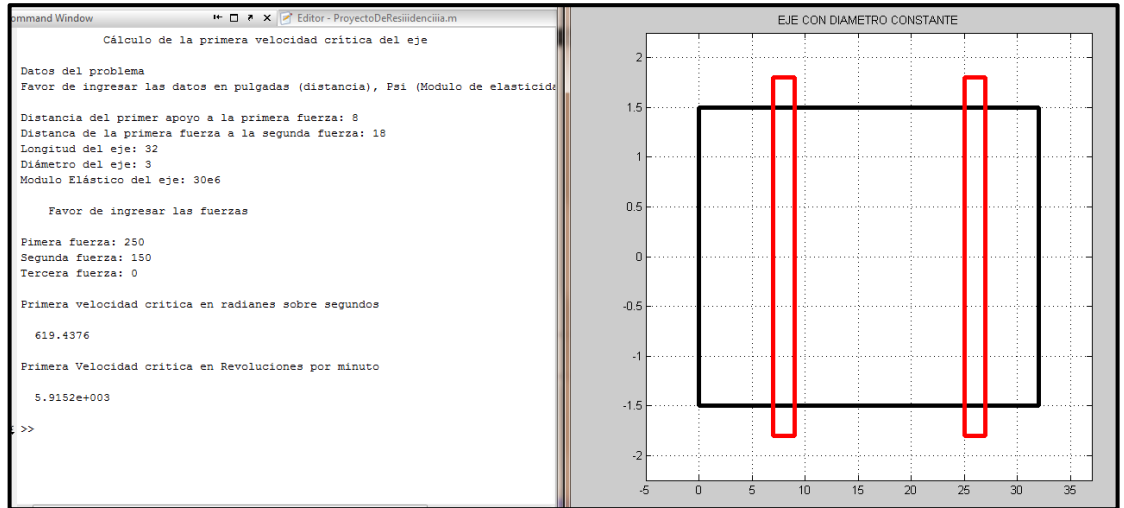 ommand Window
Editor - ProyectoDeResiiidenciiia.m
Cálculo de la primera velocidad crítica del eje
Datos del problema
Favor de ingresar las datos en pulgadas (distancia), Psi (Modulo de elasticida
Distancia del primer apoyo a la primera fuerza: 8
Distanca de la primera fuerza a la segunda fuerza: 18
Longitud del eje: 32
Diámetro del eje: 3
Modulo Elástico del eje: 30e6
Favor de ingresar las fuerzas
Pimera fuerza: 250
Segunda fuerza: 150
Tercera fuerza: 0
Primera velocidad critica en radianes sobre segundos
619.4376
Primera Velocidad critica en Revoluciones por minuto
5.9152e+003
>>
EJE CON DIAMETRO CONSTANTE
2
1.5
1
0.5
0
-0.5
-1
-1.5
-2
-5 0 5 10 15 20 25 30 35